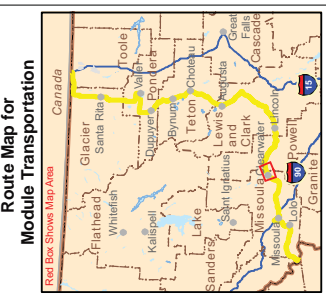 Route Map for
Module Transportation
Red Box Shows Map Area
Canada
Glacier
Toole
Santa Rita
Flathead
Valier
Pondera
Whitefish
Dupuyer
Kalispell
Bynum
Choteau
Teton
Great
Falls
Cascade
Lake
Augusta
Lewis
and
Clark
Sanders
Saint Ignatius
Lincoln
15
Missoula
Clearwater
Powell
90
Missoula
Lolo
Granite